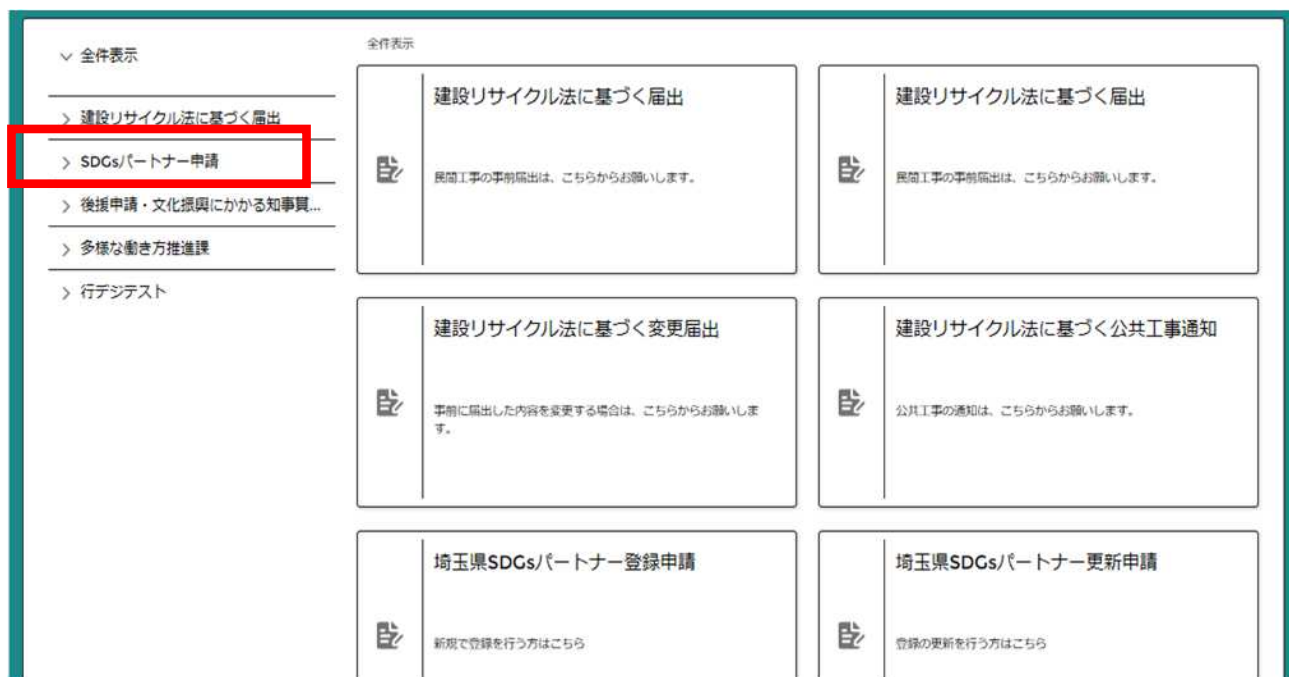 全件表示
建設リサイクル法に基づく届出
SDGsパートナー申請
後援申請・文化振興にかかる知事賞...
多様な働き方推進課
行デジテスト
全件表示
建設リサイクル法に基づく届出
民間工事の事前届出は、こちらからお願いします。
建設リサイクル法に基づく届出
民間工事の事前届出は、こちらからお願いします。
建設リサイクル法に基づく変更届出
事前に届出した内容を変更する場合は、こちらからお願いしま
す。
建設リサイクル法に基づく公共工事通知
公共工事の通知は、こちらからお願いします。
埼玉県SDGsパートナー登録申請
新規で登録を行う方はこちら
埼玉県SDGsパートナー更新申請
登録の更新を行う方はこちら